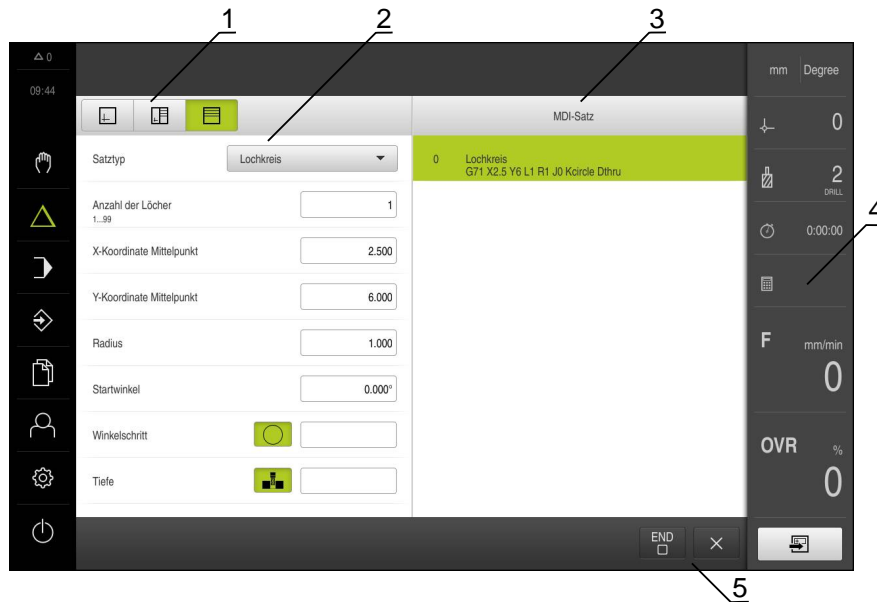 1
2
3
0
09:44
mm Degree
MDI-Satz
0
Satztyp Lochkreis
0 Lochkreis
G71 X2.5 Y6 L1 R1 J0 Kcircle Dthru
2
DRILL
Anzahl der Löcher 1
1...99
4
0:00:00
X-Koordinate Mittelpunkt 2.500
Y-Koordinate Mittelpunkt 6.000
Radius 1.000
F mm/min
0
Startwinkel 0.000°
Winkelschritt
OVR %
0
Tiefe
END
5